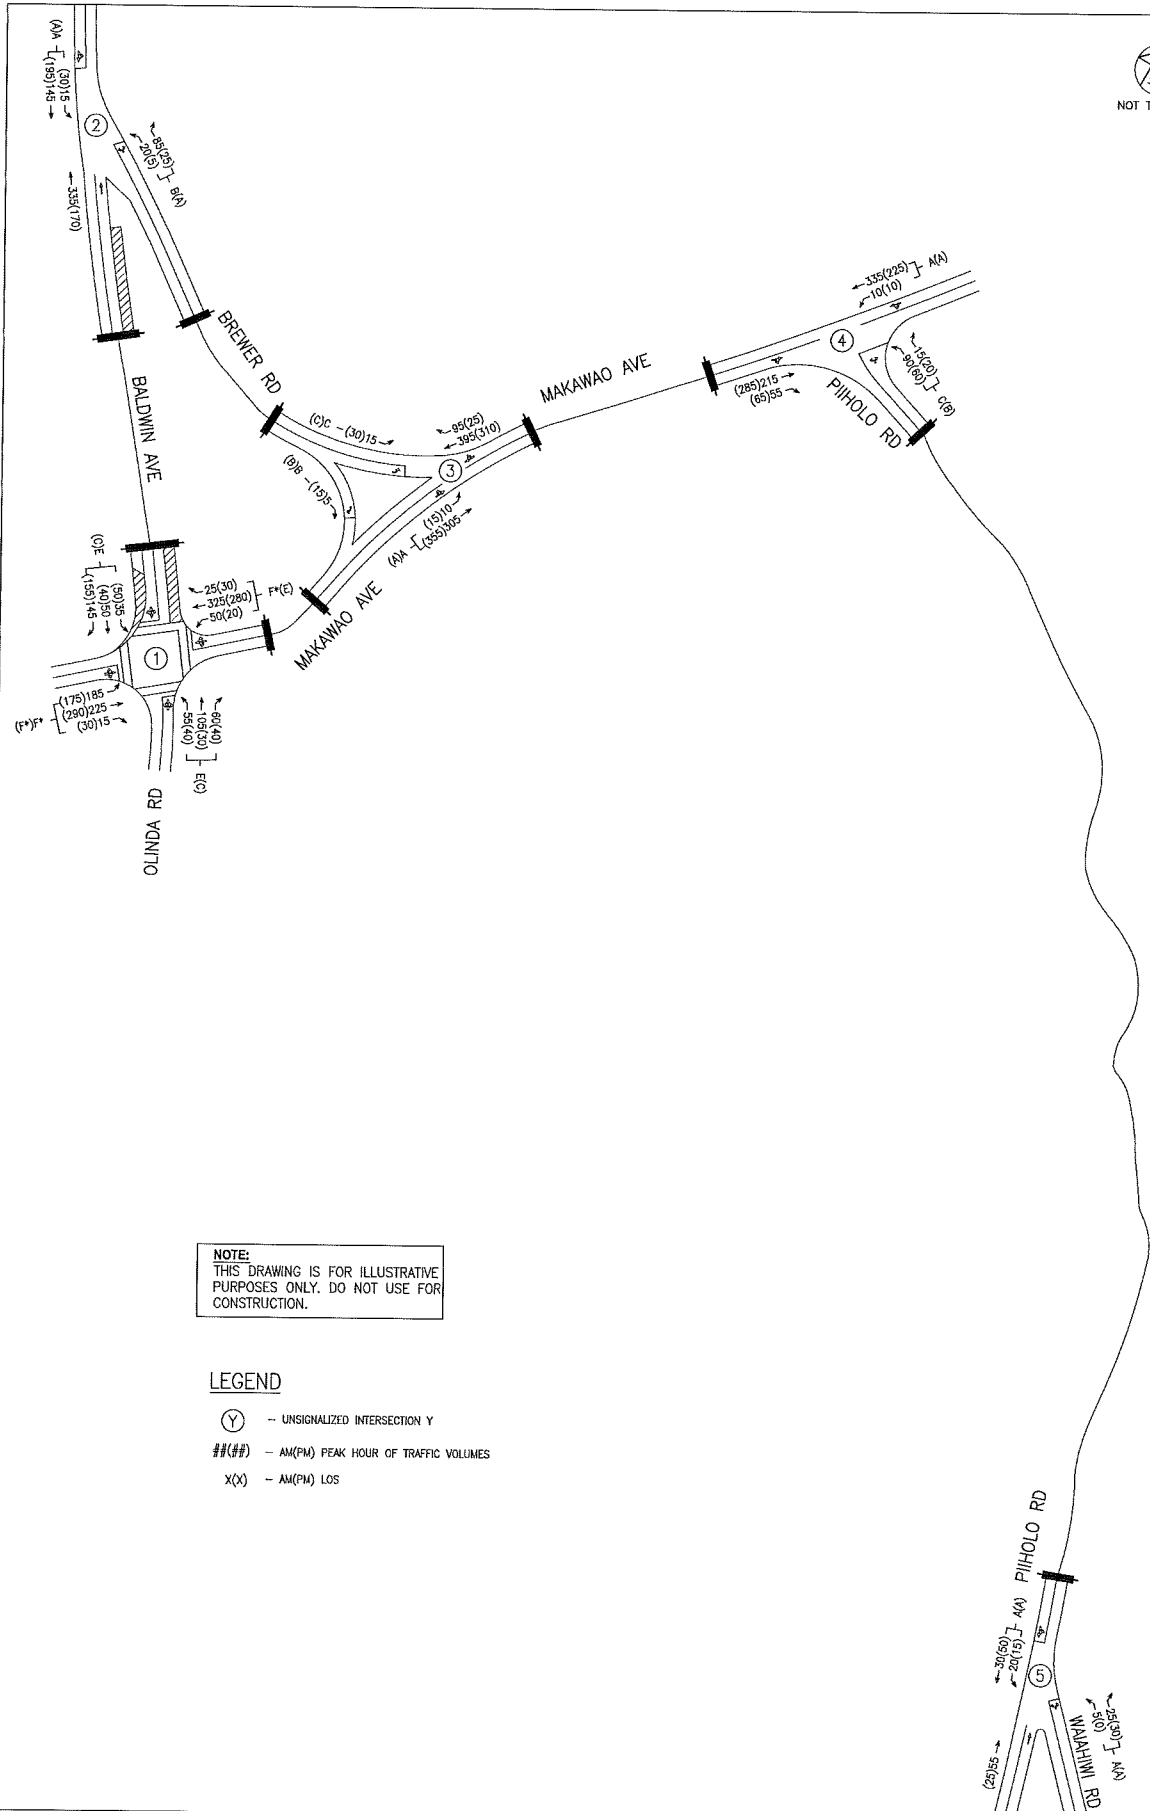 NOT T
(A)A
(30)15
(195)145
2
85(25)
20(5)
B(A)
335(170)
BREWER RD
BALDWIN AVE
335(225)
10(10)
A(A)
4
15(20)
90(60)
C(B)
MAKAWAO AVE
(285)215
(65)55
PIIHOLO RD
(C)C - (30)15
95(25)
395(310)
3
(B)B - (15)5
(15)10
(355)305
(A)A
MAKAWAO AVE
(C)E
(50)35
(40)50
(155)145
25(30)
325(280)
50(20)
F*(E)
1
(175)185
(290)225
(30)15
(F*)F*
60(40)
105(30)
55(40)
E(C)
OLINDA RD
NOTE:
THIS DRAWING IS FOR ILLUSTRATIVE
PURPOSES ONLY. DO NOT USE FOR
CONSTRUCTION.
LEGEND
Y - UNSIGNALIZED INTERSECTION Y
##(##) - AM(PM) PEAK HOUR OF TRAFFIC VOLUMES
X(X) - AM(PM) LOS
PIIHOLO RD
30(50)
20(15)
A(A)
5
25(30)
5(0)
A(A)
WAIAHIWI RD
(25)55